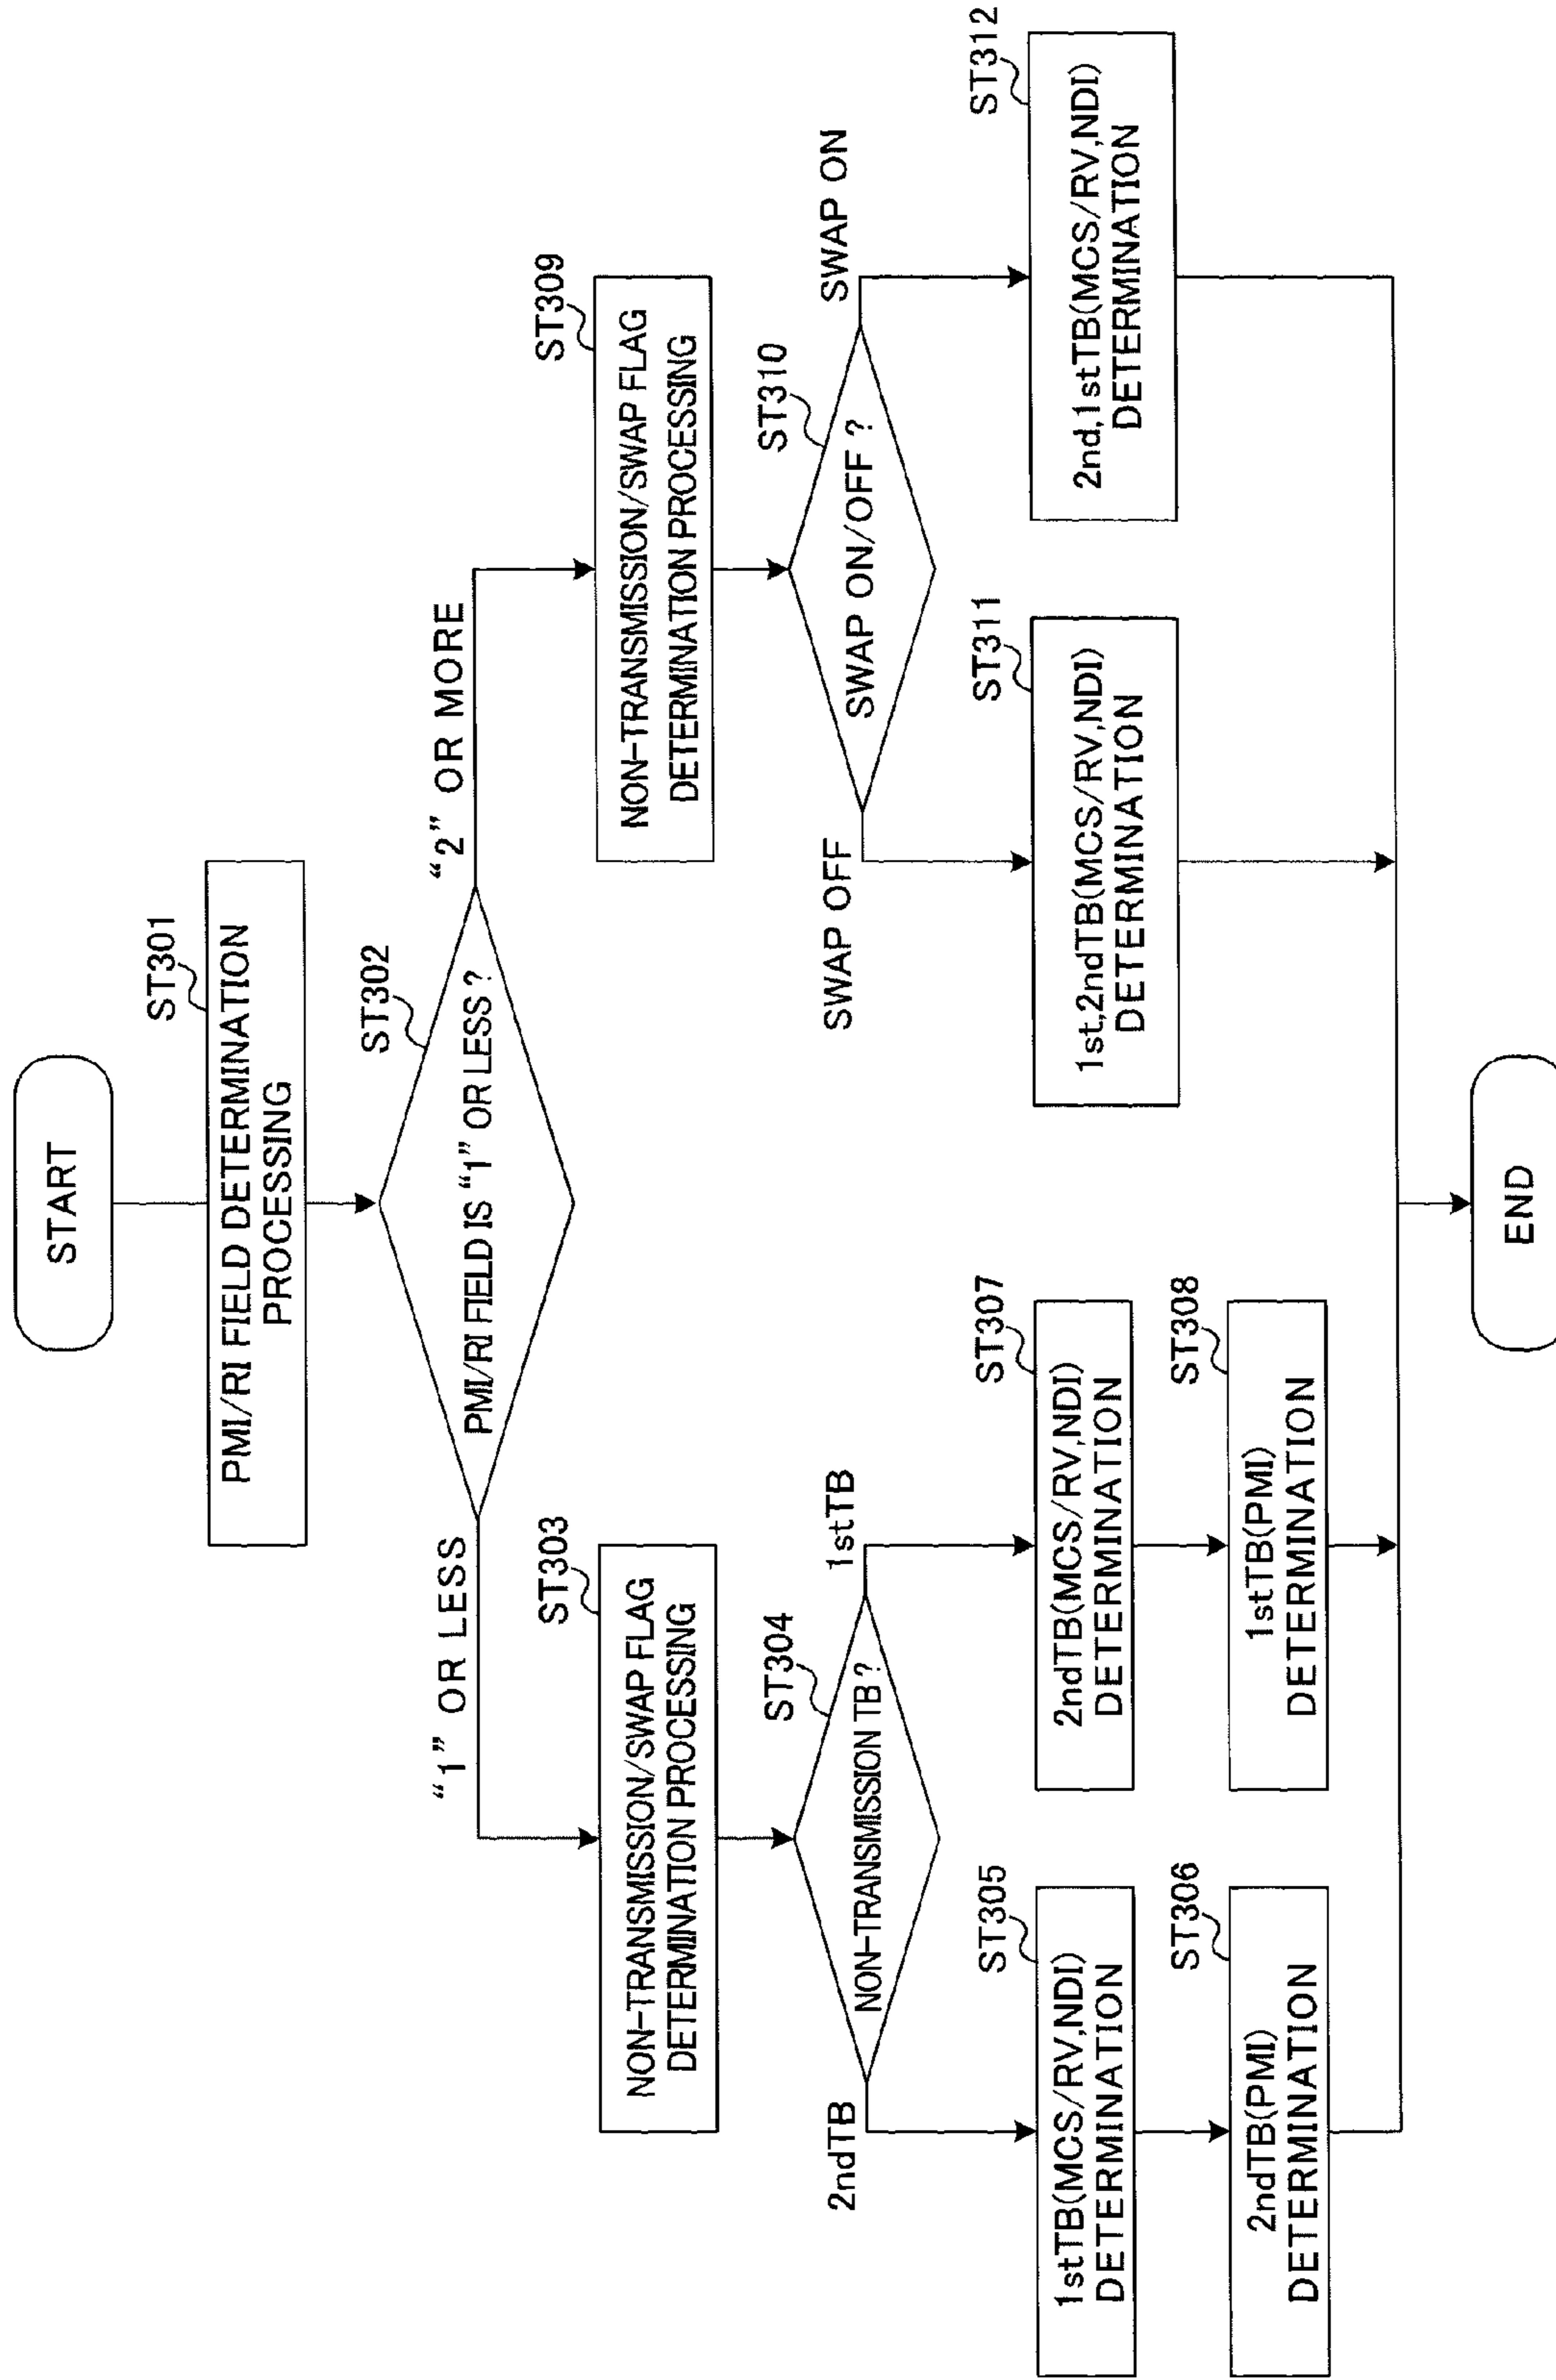 START
ST301
PMI/RI FIELD DETERMINATION
PROCESSING
ST302
PMI/RI FIELD IS “1” OR LESS ?
“1” OR LESS
“2” OR MORE
ST303
NON-TRANSMISSION/SWAP FLAG
DETERMINATION PROCESSING
ST304
NON-TRANSMISSION TB ?
2ndTB
1stTB
ST305
1stTB(MCS/RV,NDI)
DETERMINATION
ST306
2ndTB(PMI)
DETERMINATION
ST307
2ndTB(MCS/RV,NDI)
DETERMINATION
ST308
1stTB(PMI)
DETERMINATION
ST309
NON-TRANSMISSION/SWAP FLAG
DETERMINATION PROCESSING
ST310
SWAP ON/OFF ?
SWAP OFF
SWAP ON
ST311
1st,2ndTB(MCS/RV,NDI)
DETERMINATION
ST312
2nd,1stTB(MCS/RV,NDI)
DETERMINATION
END